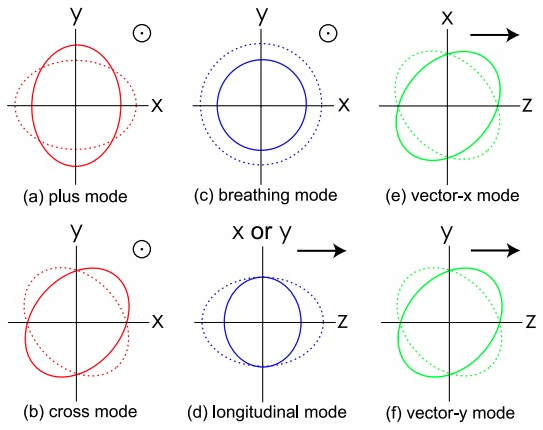 y
x
(a) plus mode
y
x
(c) breathing mode
x
z
(e) vector-x mode
y
x
(b) cross mode
x or y
z
(d) longitudinal mode
y
z
(f) vector-y mode